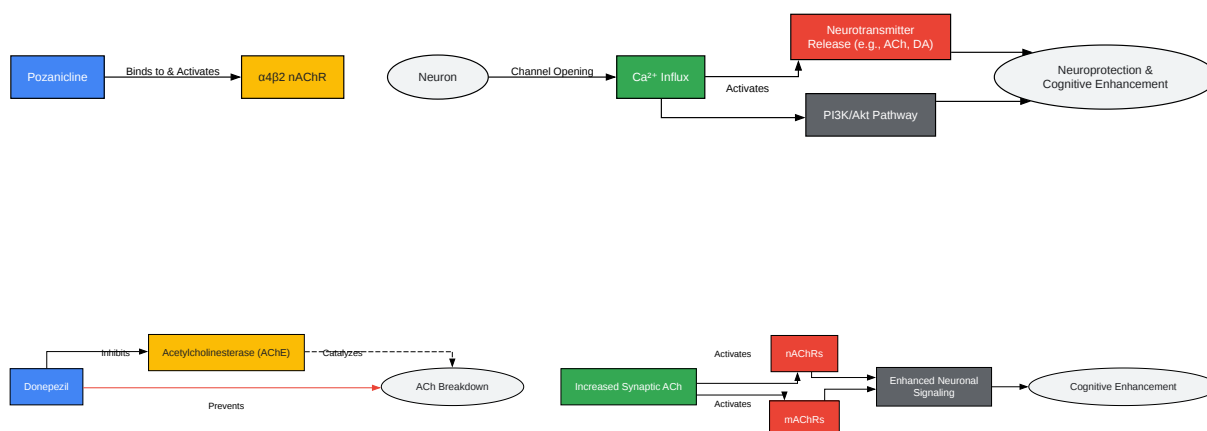 Pozanicline
Binds to & Activates
α4β2 nAChR
Neuron
Channel Opening
Ca²⁺ Influx
Activates
Neurotransmitter
Release (e.g., ACh, DA)
PI3K/Akt Pathway
Neuroprotection &
Cognitive Enhancement
Donepezil
Inhibits
Acetylcholinesterase (AChE)
Catalyzes
Prevents
ACh Breakdown
Increased Synaptic ACh
Activates
nAChRs
Activates
mAChRs
Enhanced Neuronal
Signaling
Cognitive Enhancement